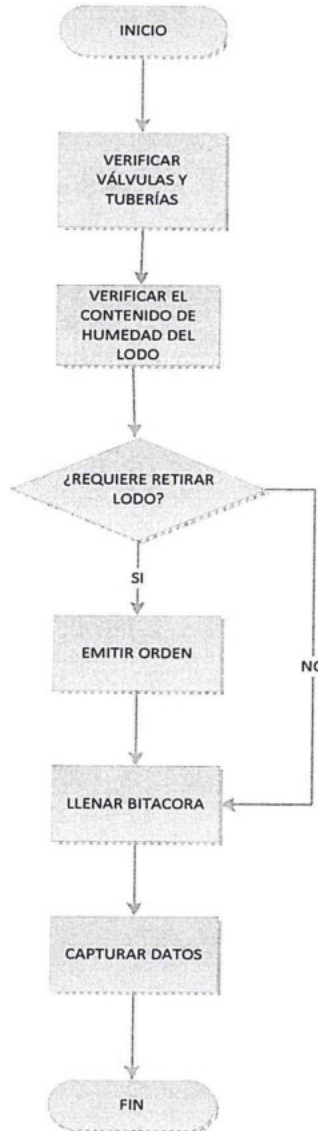 INICIO
VERIFICAR
VÁLVULAS Y
TUBERÍAS
VERIFICAR EL
CONTENIDO DE
HUMEDAD DEL
LODO
¿REQUIERE RETIRAR
LODO?
SI
EMITIR ORDEN
NO
LLENAR BITACORA
CAPTURAR DATOS
FIN